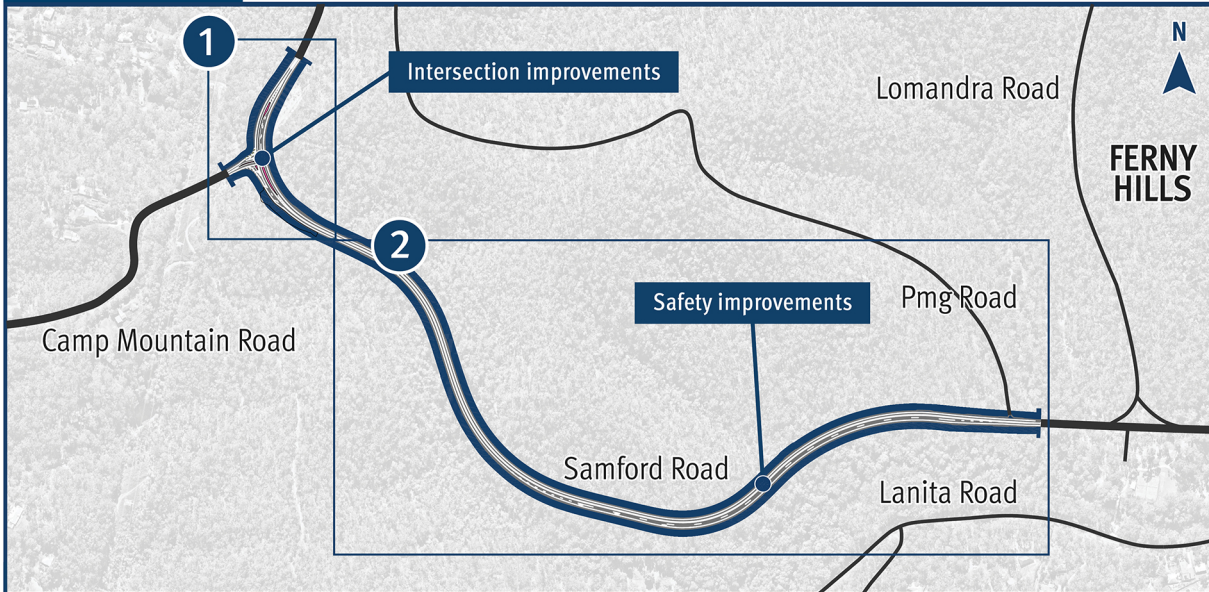 1
Intersection improvements
N
Lomandra Road
FERNY
HILLS
2
Safety improvements
Pmg Road
Camp Mountain Road
Samford Road
Lanita Road